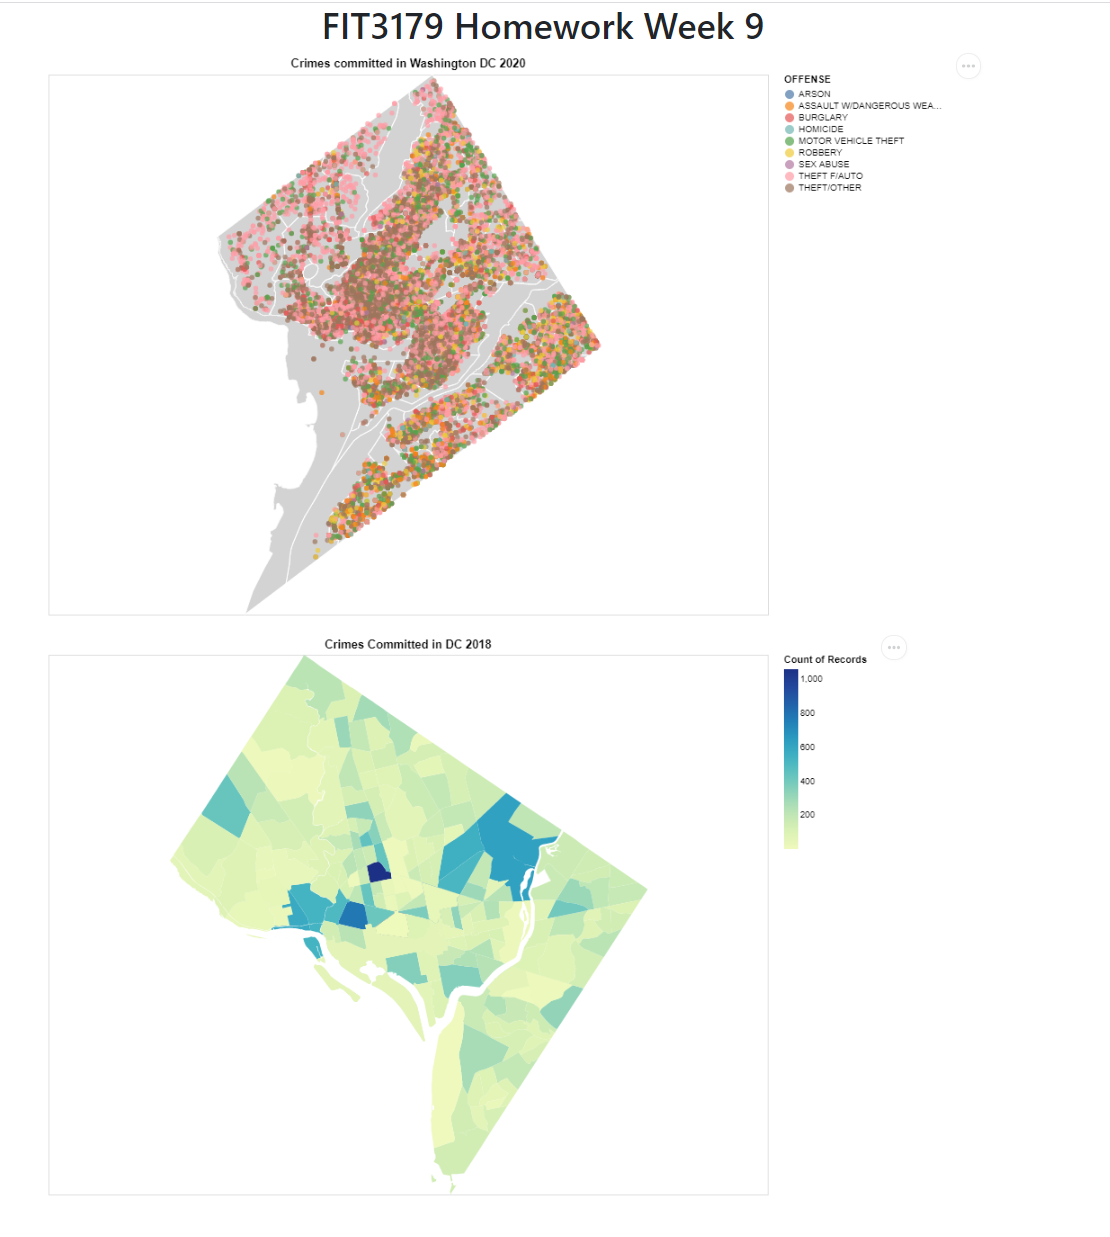 FIT3179 Homework Week 9
Crimes committed in Washington DC 2020
OFFENSE
ARSON
ASSAULT W/DANGEROUS WEA...
BURGLARY
HOMICIDE
MOTOR VEHICLE THEFT
ROBBERY
SEX ABUSE
THEFT F/AUTO
THEFT/OTHER
Crimes Committed in DC 2018
Count of Records
1,000
800
600
400
200